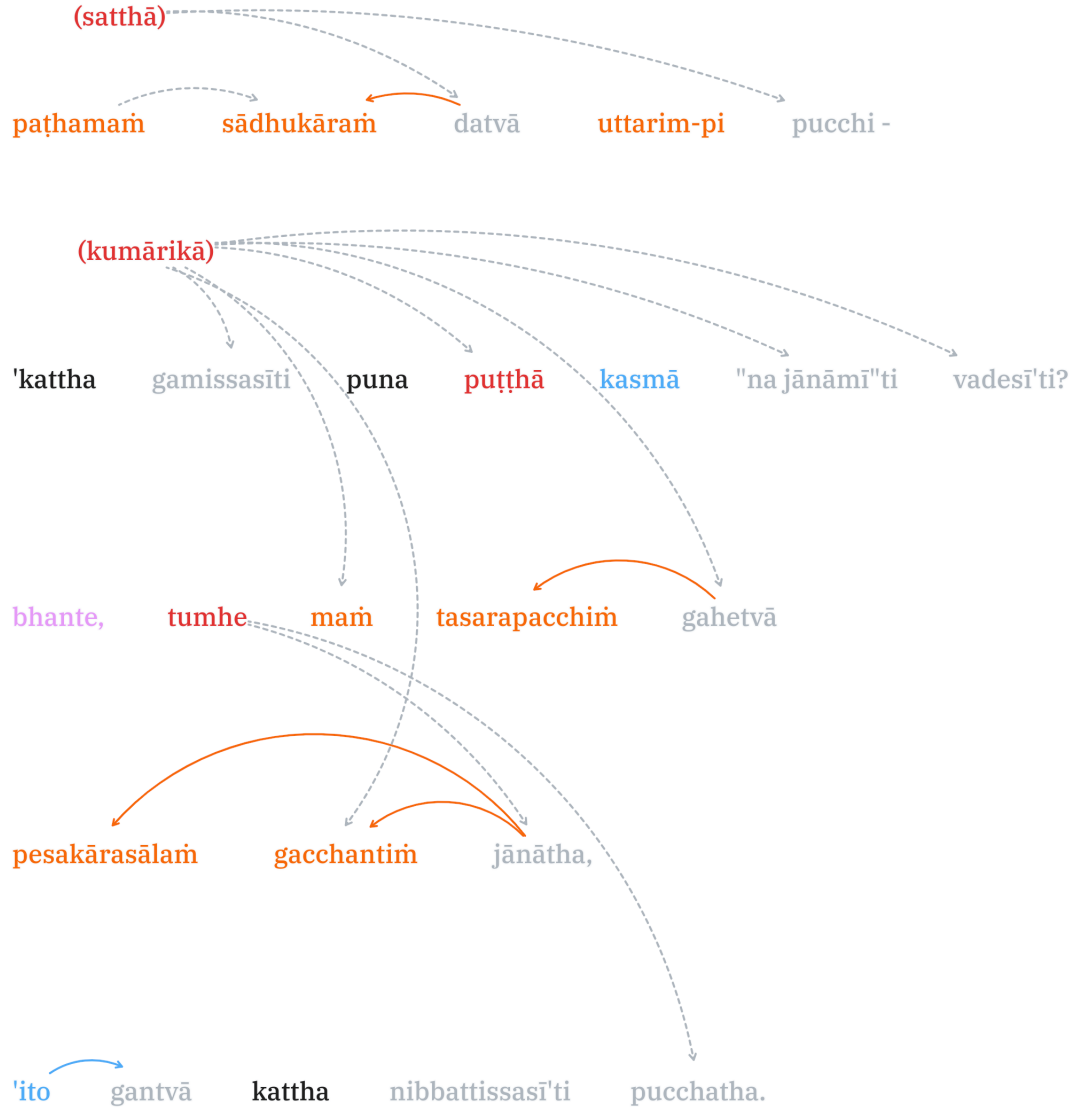 (satthā)
paṭhamaṁ sādhukāraṁ datvā uttarim-pi pucchi -
(kumārikā)
'kattha gamissasīti puna puṭṭhā kasmā "na jānāmī"ti vadesī'ti?
bhante, tumhe maṁ tasarapacchiṁ gahetvā
pesakārasālaṁ gacchantiṁ jānātha,
'ito gantvā kattha nibbattissasī'ti pucchatha.